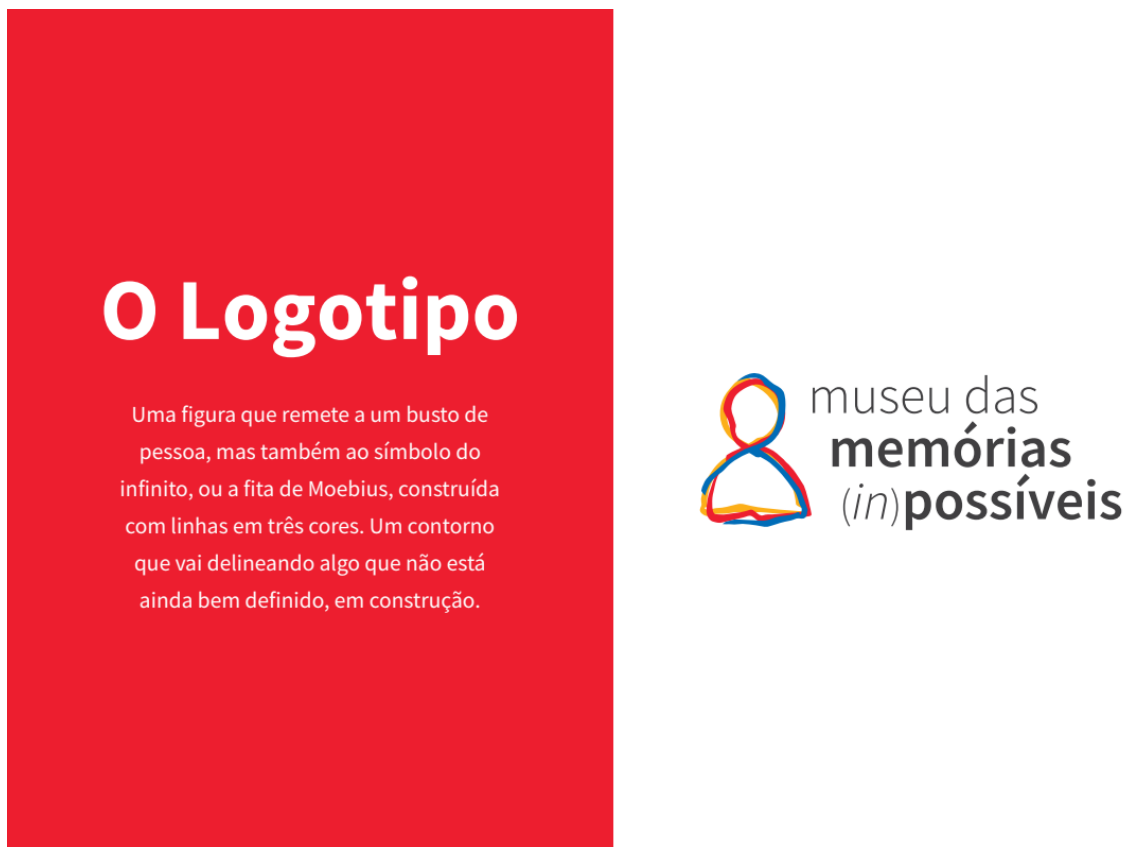 O Logotipo
Uma figura que remete a um busto de
pessoa, mas também ao símbolo do
infinito, ou a fita de Moebius, construída
com linhas em três cores. Um contorno
que vai delineando algo que não está
ainda bem definido, em construção.
museu das
memórias
(in)possíveis